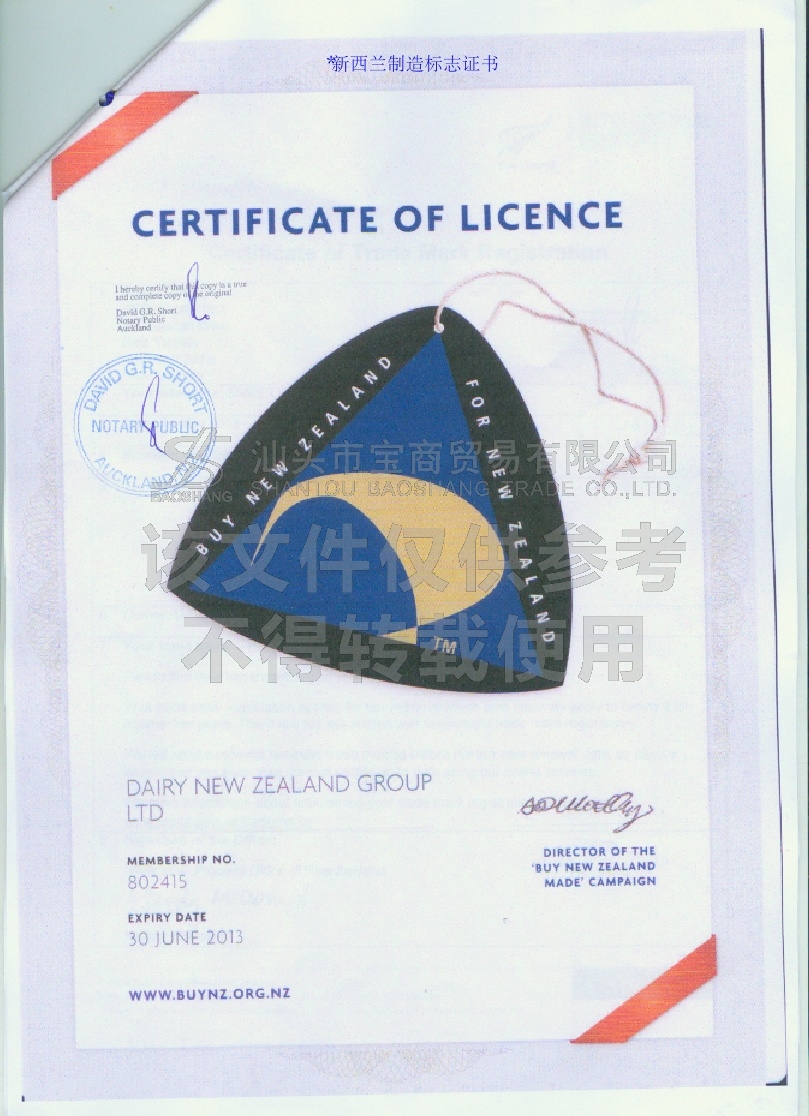 *新西兰制造标志证书
CERTIFICATE OF LICENCE
I hereby certify that this copy is a true
and complete copy of the original
David G.R. Short
Notary Public
Auckland
DAVID G.R. SHORT
NOTARY PUBLIC
AUCKLAND N.Z.
BUY NEW ZEALAND
FOR NEW ZEALAND
TM
汕头市宝商贸易有限公司
BAOSHANG
SHANTOU BAOSHANG TRADE CO.,LTD.
该文件仅供参考
不得转载使用
DAIRY NEW ZEALAND GROUP
LTD
MEMBERSHIP NO.
802415
EXPIRY DATE
30 JUNE 2013
WWW.BUYNZ.ORG.NZ
DIRECTOR OF THE
'BUY NEW ZEALAND
MADE' CAMPAIGN